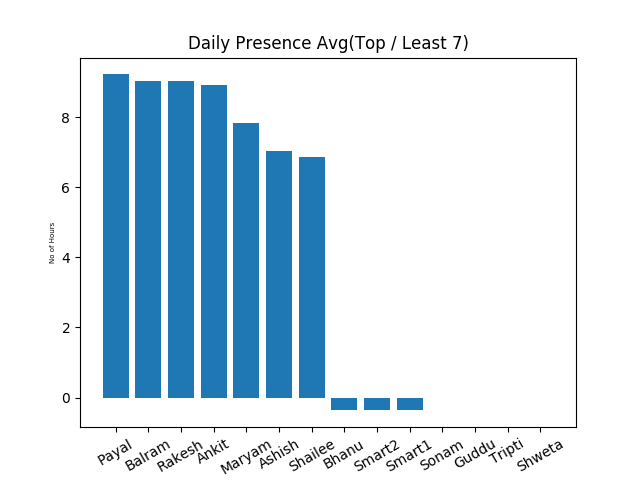 Daily Presence Avg(Top / Least 7)
No of Hours
8
6
4
2
0
Payal
Balram
Rakesh
Ankit
Maryam
Ashish
Shailee
Bhanu
Smart2
Smart1
Sonam
Guddu
Tripti
Shweta